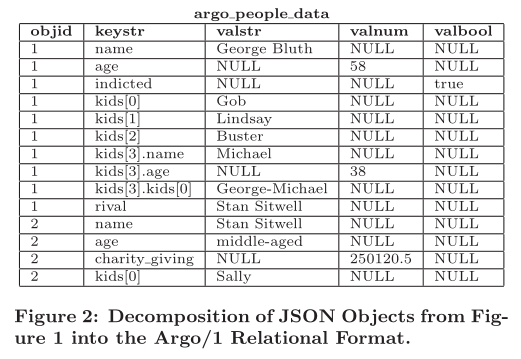 argo_people_data
objid keystr valstr valnum valbool
1 name George Bluth NULL NULL
1 age NULL 58 NULL
1 indicted NULL NULL true
1 kids[0] Gob NULL NULL
1 kids[1] Lindsay NULL NULL
1 kids[2] Buster NULL NULL
1 kids[3].name Michael NULL NULL
1 kids[3].age NULL 38 NULL
1 kids[3].kids[0] George-Michael NULL NULL
1 rival Stan Sitwell NULL NULL
2 name Stan Sitwell NULL NULL
2 age middle-aged NULL NULL
2 charity_giving NULL 250120.5 NULL
2 kids[0] Sally NULL NULL
Figure 2: Decomposition of JSON Objects from Fig-
ure 1 into the Argo/1 Relational Format.